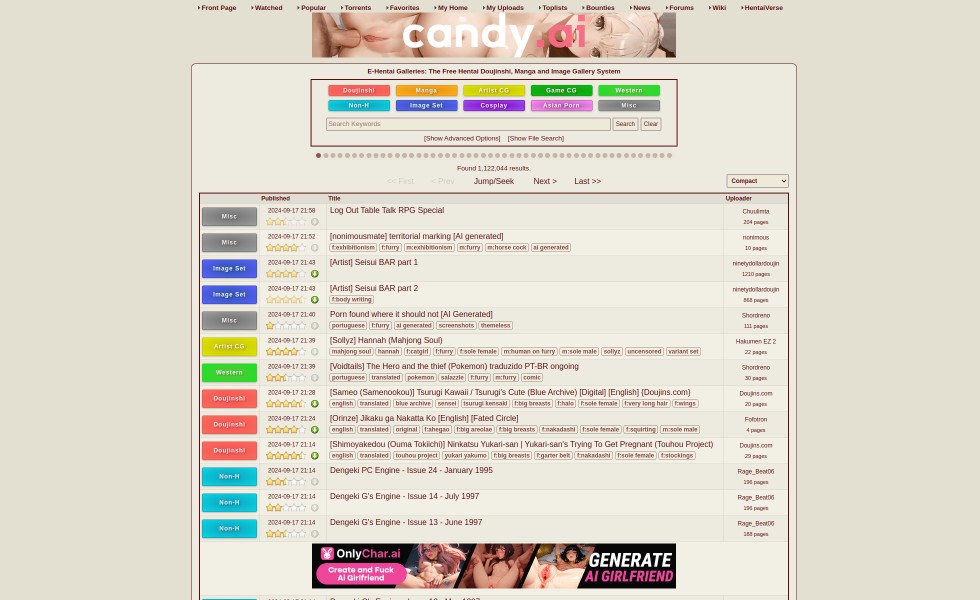 Front Page Watched Popular Torrents Favorites My Home My Uploads Toplists Bounties News Forums Wiki HentaiVerse
candy.ai
E-Hentai Galleries: The Free Hentai Doujinshi, Manga and Image Gallery System
Doujinshi Manga Artist CG Game CG Western
Non-H Image Set Cosplay Asian Porn Misc
Search Keywords Search Clear
[Show Advanced Options] [Show File Search]
Found 1,122,044 results.
<< First < Prev Jump/Seek Next > Last >> Compact
Published Title Uploader
Misc 2024-09-17 21:58 Log Out Table Talk RPG Special Chuulimta
204 pages
Misc 2024-09-17 21:52 [nonimousmate] territorial marking [AI generated] nonimous
f:exhibitionism f:furry m:exhibitionism m:furry m:horse cock ai generated 10 pages
Image Set 2024-09-17 21:43 [Artist] Seisui BAR part 1 ninetydollardoujin
1210 pages
Image Set 2024-09-17 21:43 [Artist] Seisui BAR part 2 ninetydollardoujin
f:body writing 868 pages
Misc 2024-09-17 21:40 Porn found where it should not [AI Generated] Shordreno
portuguese f:furry ai generated screenshots themeless 111 pages
Artist CG 2024-09-17 21:39 [Sollyz] Hannah (Mahjong Soul) Hakumen EZ 2
mahjong soul hannah f:catgirl f:furry f:sole female m:human on furry m:sole male sollyz uncensored variant set 22 pages
Western 2024-09-17 21:39 [Voidtails] The Hero and the thief (Pokemon) traduzido PT-BR ongoing Shordreno
portuguese translated pokemon salazzle f:furry m:furry comic 30 pages
Doujinshi 2024-09-17 21:28 [Sameo (Samenookou)] Tsurugi Kawaii / Tsurugi's Cute (Blue Archive) [Digital] [English] {Doujins.com} Doujins.com
english translated blue archive sensei tsurugi kensaki f:big breasts f:halo f:sole female f:very long hair f:wings 20 pages
Doujinshi 2024-09-17 21:24 [Orinze] Jikaku ga Nakatta Ko [English] [Fated Circle] Fofotron
english translated original f:ahegao f:big areolae f:big breasts f:nakadashi f:sole female f:squirting m:sole male 4 pages
Doujinshi 2024-09-17 21:14 [Shimoyakedou (Ouma Tokiichi)] Ninkatsu Yukari-san | Yukari-san's Trying To Get Pregnant (Touhou Project) Doujins.com
english translated touhou project yukari yakumo f:big breasts f:garter belt f:nakadashi f:sole female f:stockings 29 pages
Non-H 2024-09-17 21:14 Dengeki PC Engine - Issue 24 - January 1995 Rage_Beat06
196 pages
Non-H 2024-09-17 21:14 Dengeki G's Engine - Issue 14 - July 1997 Rage_Beat06
196 pages
Non-H 2024-09-17 21:14 Dengeki G's Engine - Issue 13 - June 1997 Rage_Beat06
188 pages
OnlyChar.ai
Create and Fuck
Ai Girlfriend
GENERATE
AI GIRLFRIEND